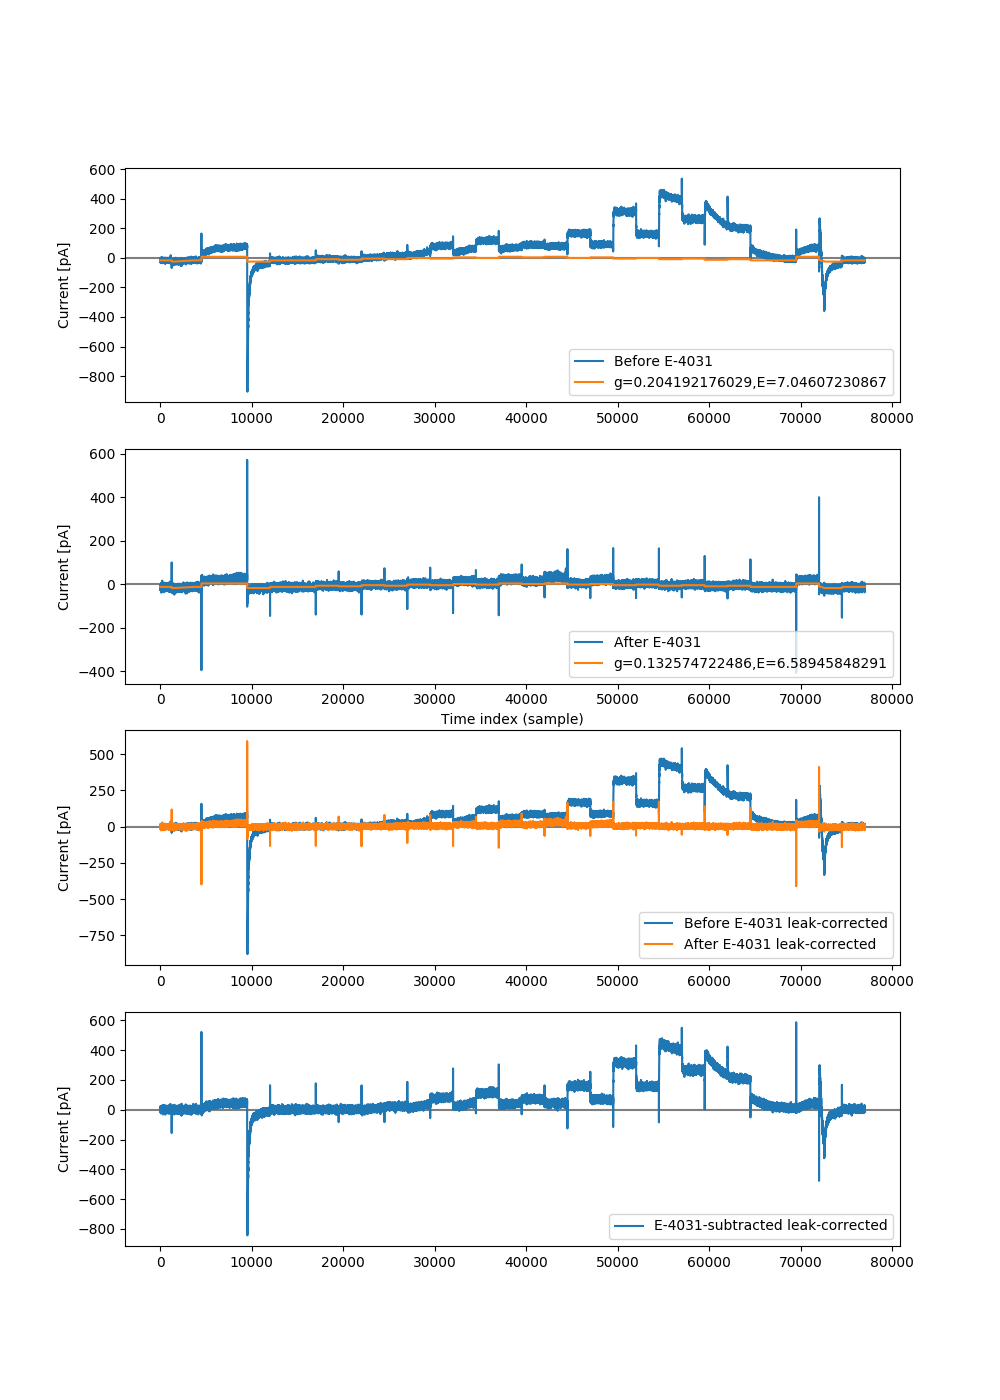 600
400
200
0
−200
−400
−600
−800
Current [pA]
Before E-4031
g=0.204192176029,E=7.04607230867
0 10000 20000 30000 40000 50000 60000 70000 80000
600
400
200
0
−200
−400
Current [pA]
After E-4031
g=0.132574722486,E=6.58945848291
0 10000 20000 30000 40000 50000 60000 70000 80000
Time index (sample)
500
250
0
−250
−500
−750
Current [pA]
Before E-4031 leak-corrected
After E-4031 leak-corrected
0 10000 20000 30000 40000 50000 60000 70000 80000
600
400
200
0
−200
−400
−600
−800
Current [pA]
E-4031-subtracted leak-corrected
0 10000 20000 30000 40000 50000 60000 70000 80000